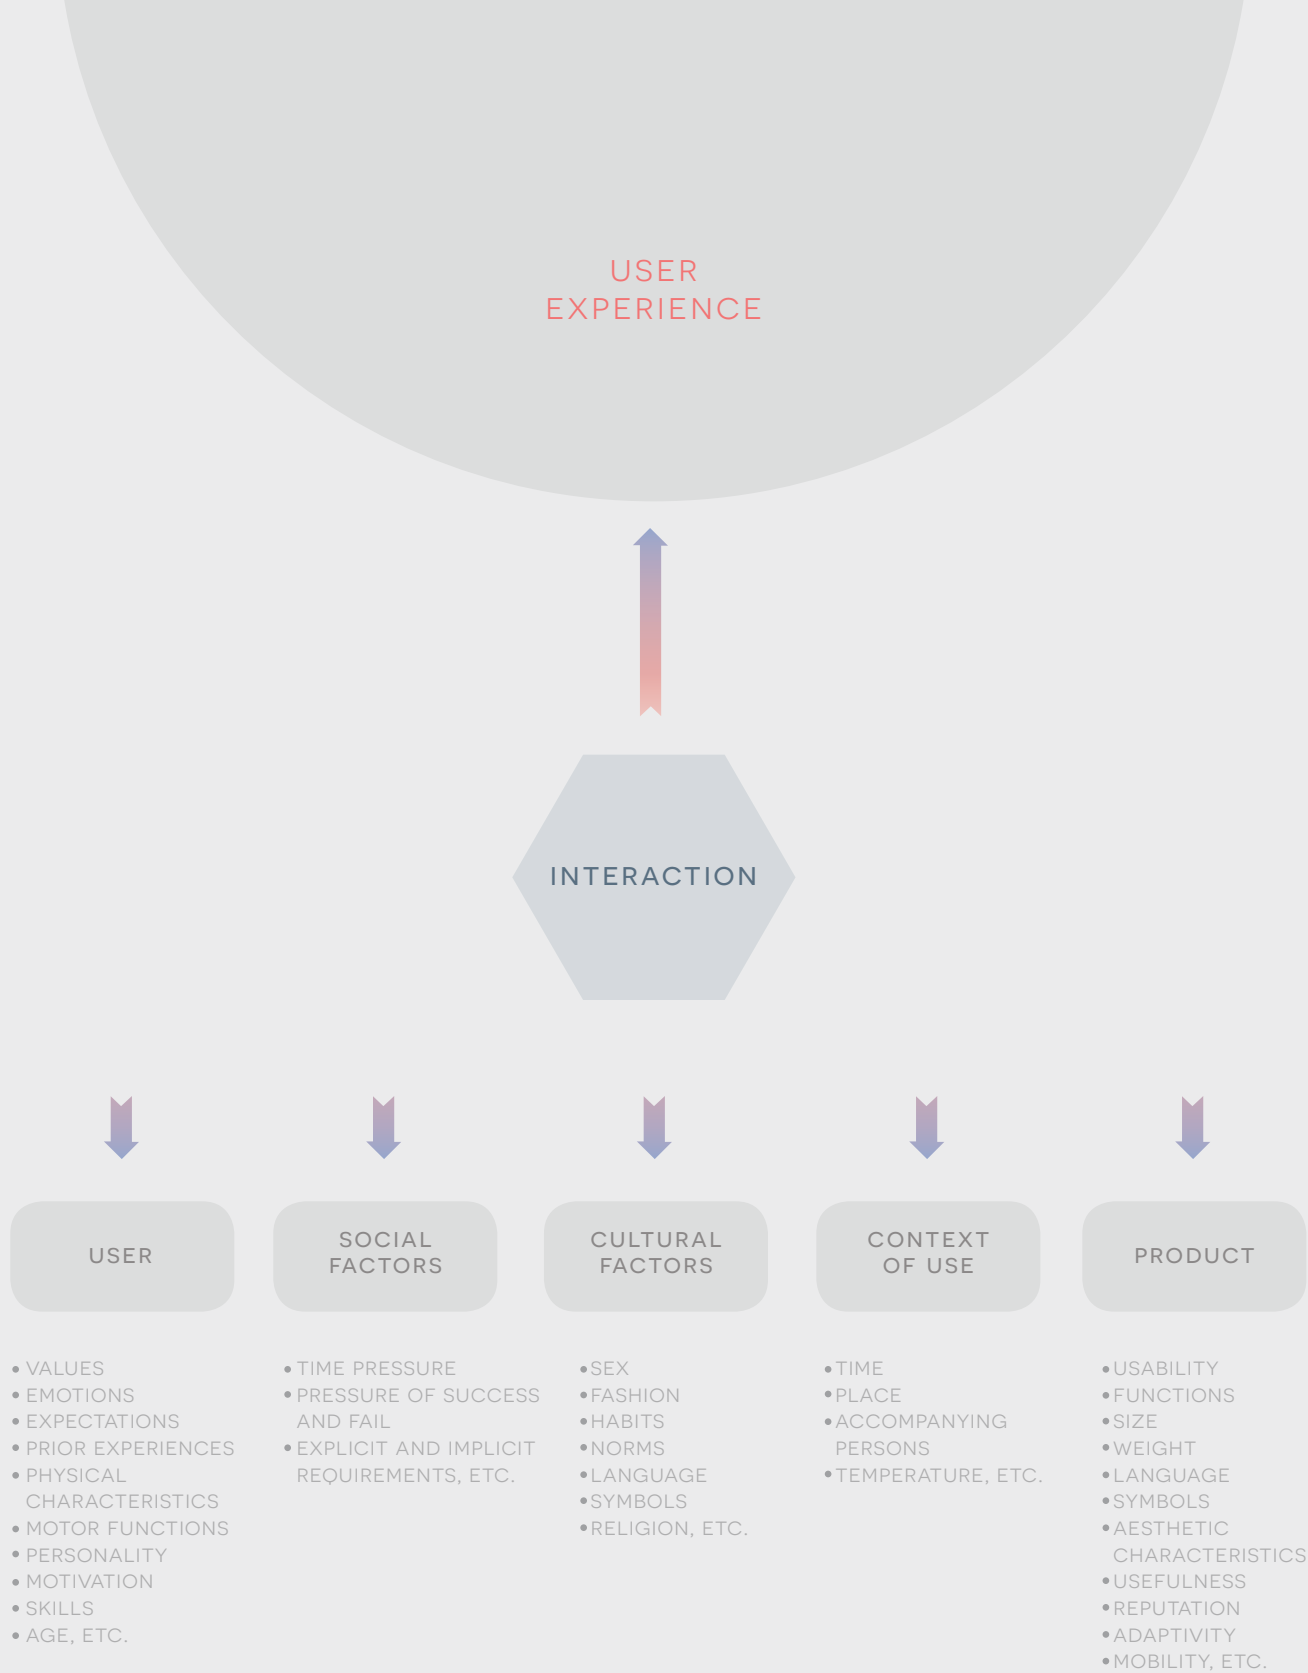 USER
EXPERIENCE
INTERACTION
USER
SOCIAL
FACTORS
CULTURAL
FACTORS
CONTEXT
OF USE
PRODUCT
• VALUES
• EMOTIONS
• EXPECTATIONS
• PRIOR EXPERIENCES
• PHYSICAL
CHARACTERISTICS
• MOTOR FUNCTIONS
• PERSONALITY
• MOTIVATION
• SKILLS
• AGE, ETC.
• TIME PRESSURE
• PRESSURE OF SUCCESS
AND FAIL
• EXPLICIT AND IMPLICIT
REQUIREMENTS, ETC.
• SEX
• FASHION
• HABITS
• NORMS
• LANGUAGE
• SYMBOLS
• RELIGION, ETC.
• TIME
• PLACE
• ACCOMPANYING
PERSONS
• TEMPERATURE, ETC.
• USABILITY
• FUNCTIONS
• SIZE
• WEIGHT
• LANGUAGE
• SYMBOLS
• AESTHETIC
CHARACTERISTICS
• USEFULNESS
• REPUTATION
• ADAPTIVITY
• MOBILITY, ETC.